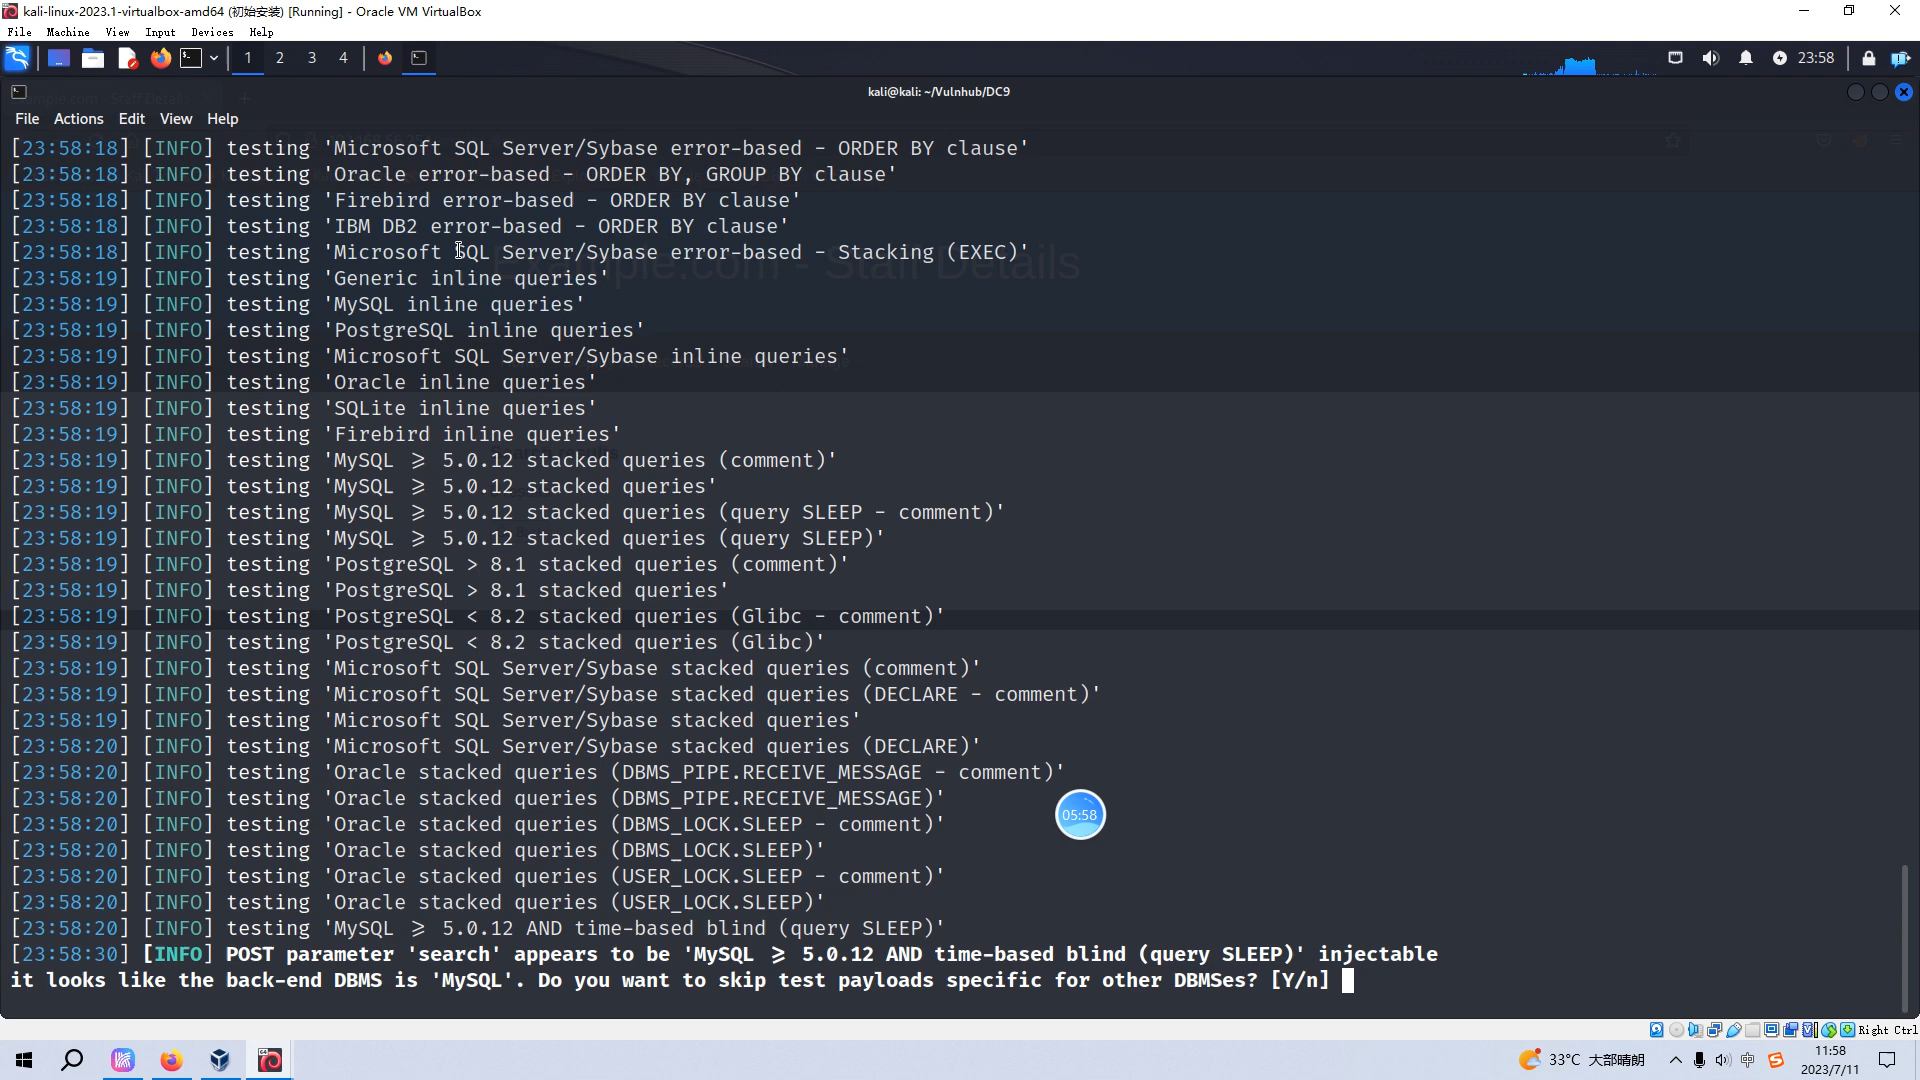 kali-linux-2023.1-virtualbox-amd64 (初始安装) [Running] - Oracle VM VirtualBox
File Machine View Input Devices Help
1 2 3 4 23:58
kali@kali: ~/Vulnhub/DC9
File Actions Edit View Help
[23:58:18] [INFO] testing 'Microsoft SQL Server/Sybase error-based - ORDER BY clause'
[23:58:18] [INFO] testing 'Oracle error-based - ORDER BY, GROUP BY clause'
[23:58:18] [INFO] testing 'Firebird error-based - ORDER BY clause'
[23:58:18] [INFO] testing 'IBM DB2 error-based - ORDER BY clause'
[23:58:18] [INFO] testing 'Microsoft SQL Server/Sybase error-based - Stacking (EXEC)'
Example.com - Staff Details
[23:58:19] [INFO] testing 'Generic inline queries'
[23:58:19] [INFO] testing 'MySQL inline queries'
[23:58:19] [INFO] testing 'PostgreSQL inline queries'
[23:58:19] [INFO] testing 'Microsoft SQL Server/Sybase inline queries'
[23:58:19] [INFO] testing 'Oracle inline queries'
[23:58:19] [INFO] testing 'SQLite inline queries'
[23:58:19] [INFO] testing 'Firebird inline queries'
[23:58:19] [INFO] testing 'MySQL ≥ 5.0.12 stacked queries (comment)'
[23:58:19] [INFO] testing 'MySQL ≥ 5.0.12 stacked queries'
[23:58:19] [INFO] testing 'MySQL ≥ 5.0.12 stacked queries (query SLEEP - comment)'
[23:58:19] [INFO] testing 'MySQL ≥ 5.0.12 stacked queries (query SLEEP)'
[23:58:19] [INFO] testing 'PostgreSQL > 8.1 stacked queries (comment)'
[23:58:19] [INFO] testing 'PostgreSQL > 8.1 stacked queries'
[23:58:19] [INFO] testing 'PostgreSQL < 8.2 stacked queries (Glibc - comment)'
[23:58:19] [INFO] testing 'PostgreSQL < 8.2 stacked queries (Glibc)'
[23:58:19] [INFO] testing 'Microsoft SQL Server/Sybase stacked queries (comment)'
[23:58:19] [INFO] testing 'Microsoft SQL Server/Sybase stacked queries (DECLARE - comment)'
[23:58:19] [INFO] testing 'Microsoft SQL Server/Sybase stacked queries'
[23:58:20] [INFO] testing 'Microsoft SQL Server/Sybase stacked queries (DECLARE)'
[23:58:20] [INFO] testing 'Oracle stacked queries (DBMS_PIPE.RECEIVE_MESSAGE - comment)'
[23:58:20] [INFO] testing 'Oracle stacked queries (DBMS_PIPE.RECEIVE_MESSAGE)'
05:58
[23:58:20] [INFO] testing 'Oracle stacked queries (DBMS_LOCK.SLEEP - comment)'
[23:58:20] [INFO] testing 'Oracle stacked queries (DBMS_LOCK.SLEEP)'
[23:58:20] [INFO] testing 'Oracle stacked queries (USER_LOCK.SLEEP - comment)'
[23:58:20] [INFO] testing 'Oracle stacked queries (USER_LOCK.SLEEP)'
[23:58:20] [INFO] testing 'MySQL ≥ 5.0.12 AND time-based blind (query SLEEP)'
[23:58:30] [INFO] POST parameter 'search' appears to be 'MySQL ≥ 5.0.12 AND time-based blind (query SLEEP)' injectable
it looks like the back-end DBMS is 'MySQL'. Do you want to skip test payloads specific for other DBMSes? [Y/n]
Right Ctrl
33°C 大部晴朗 中 11:58
2023/7/11